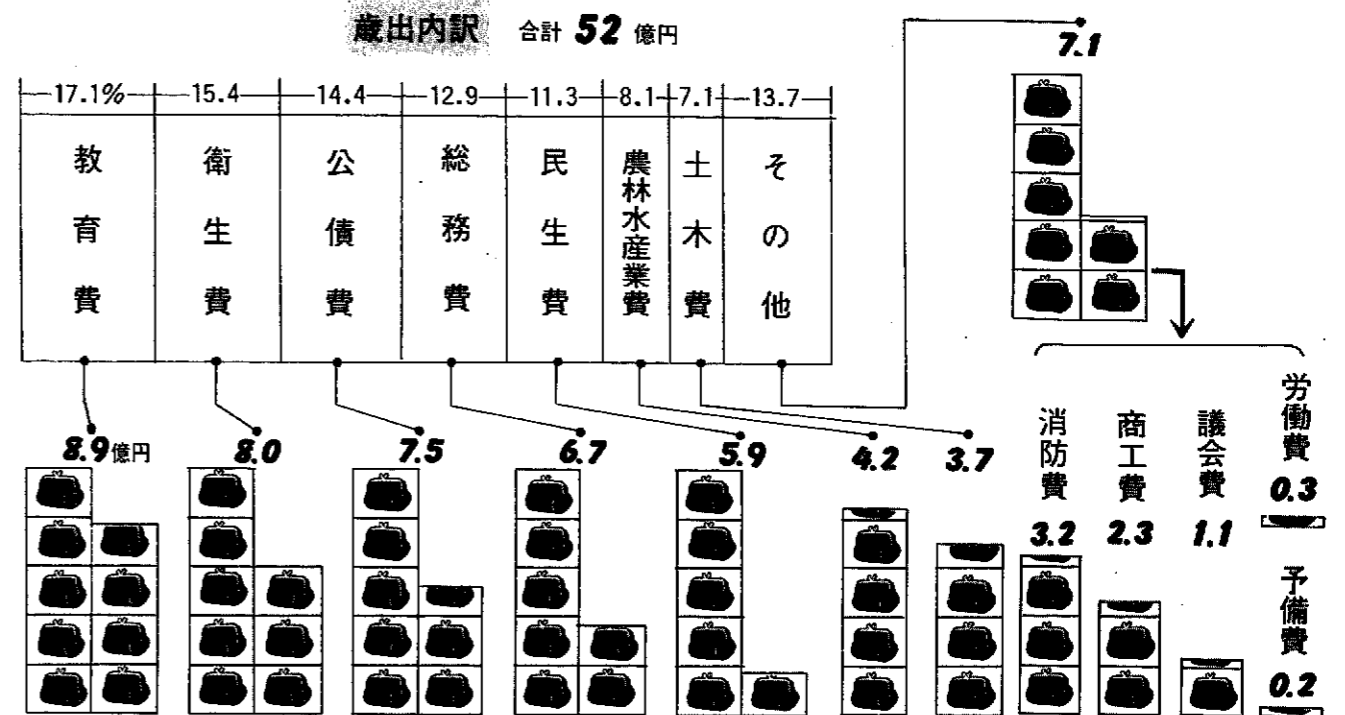 歳出内訳 合計 52 億円
17.1% 15.4 14.4 12.9 11.3 8.1 7.1 13.7
教育費
衛生費
公債費
総務費
民生費
農林水産業費
土木費
その他
7.1
8.9億円
8.0
7.5
6.7
5.9
4.2
3.7
消防費
3.2
商工費
2.3
議会費
1.1
労働費
0.3
予備費
0.2